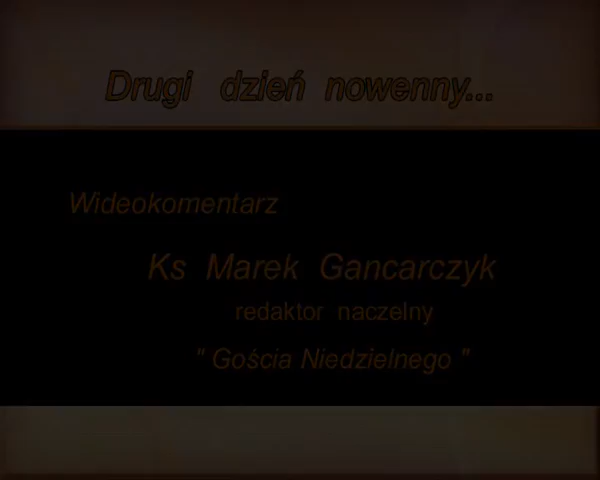 Drugi dzień nowenny...
Wideokomentarz
Ks Marek Gancarczyk
redaktor naczelny
" Gościa Niedzielnego "